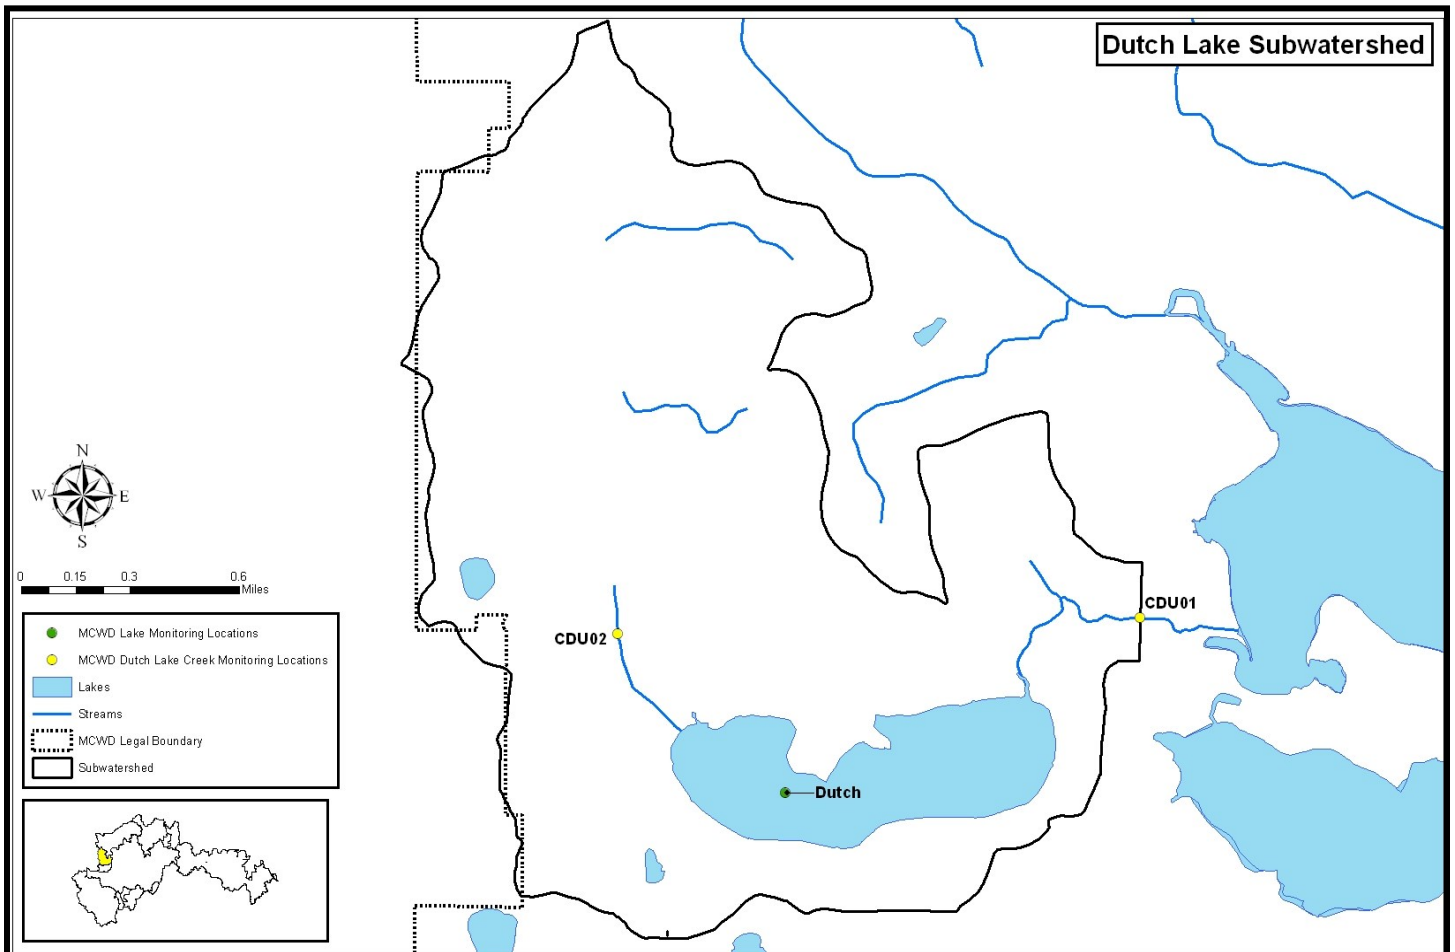 Dutch Lake Subwatershed
N
W E
S
0 0.15 0.3 0.6
Miles
MCWD Lake Monitoring Locations
MCWD Dutch Lake Creek Monitoring Locations
Lakes
Streams
MCWD Legal Boundary
Subwatershed
CDU01
CDU02
Dutch